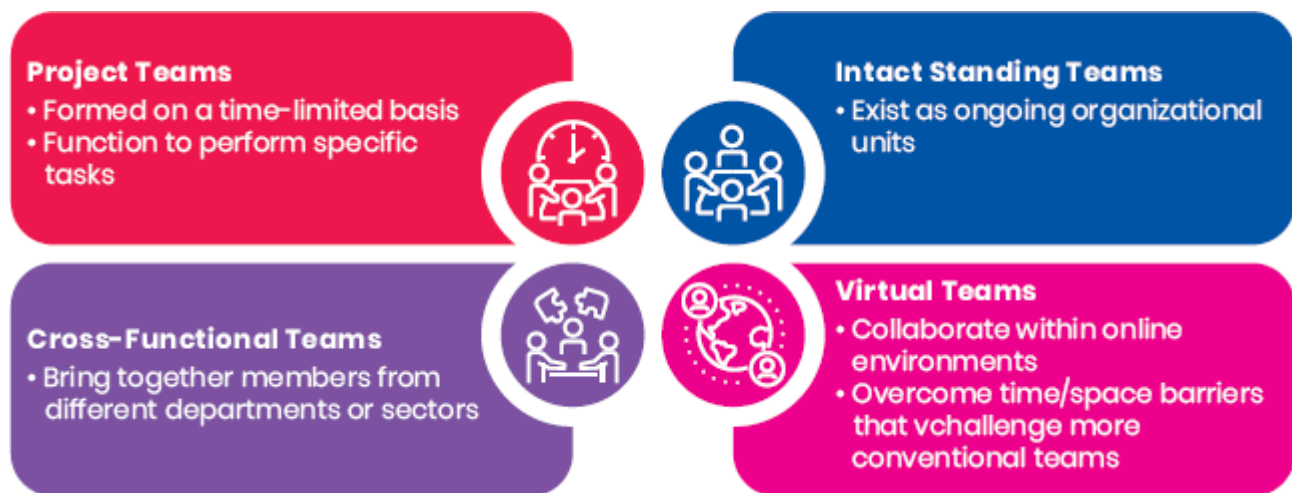 Project Teams
• Formed on a time-limited basis
• Function to perform specific
tasks
Intact Standing Teams
• Exist as ongoing organizational
units
Cross-Functional Teams
• Bring together members from
different departments or sectors
Virtual Teams
• Collaborate within online
environments
• Overcome time/space barriers
that vchallenge more
conventional teams